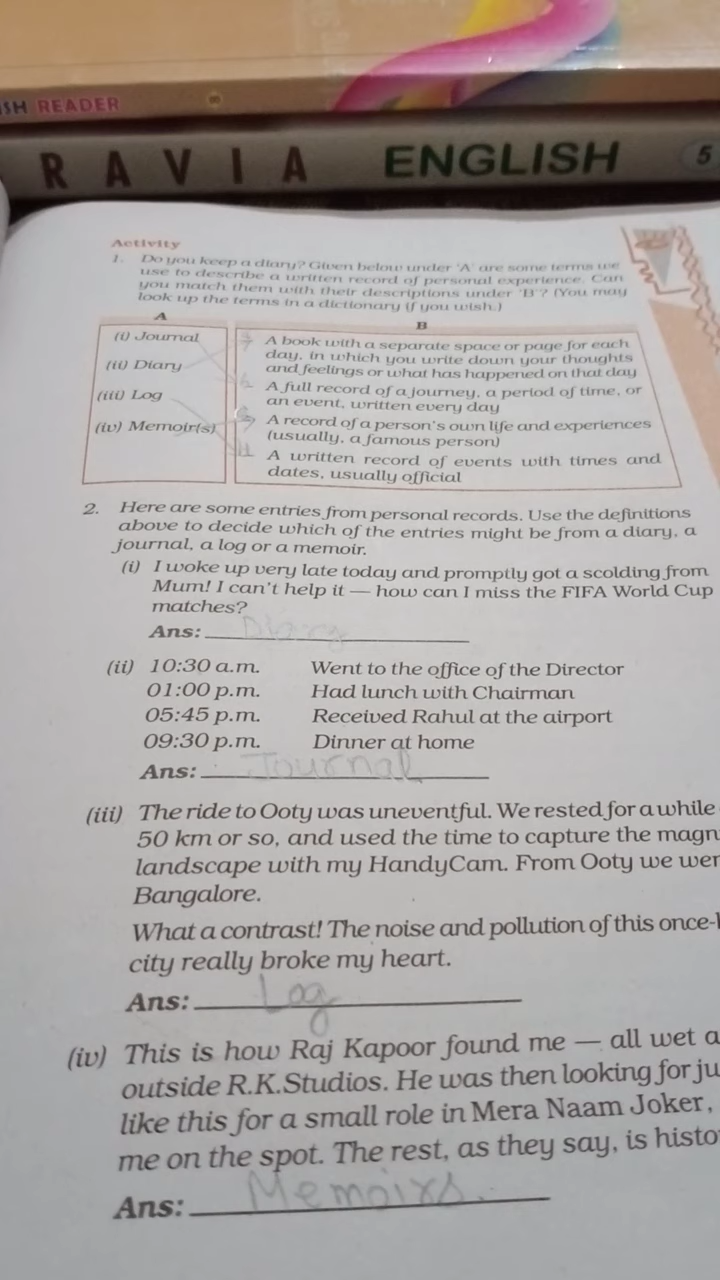 SH READER
RAVIA ENGLISH 5
Activity
1. Do you keep a diary? Given below under 'A' are some terms we
use to describe a written record of personal experience. Can
you match them with their descriptions under 'B'? (You may
look up the terms in a dictionary if you wish.)
A
B
(i) Journal
(ii) Diary
(iii) Log
(iv) Memoir(s)
A book with a separate space or page for each
day, in which you write down your thoughts
and feelings or what has happened on that day
A full record of a journey, a period of time, or
an event, written every day
A record of a person's own life and experiences
(usually, a famous person)
A written record of events with times and
dates, usually official
2. Here are some entries from personal records. Use the definitions
above to decide which of the entries might be from a diary, a
journal, a log or a memoir.
(i) I woke up very late today and promptly got a scolding from
Mum! I can't help it — how can I miss the FIFA World Cup
matches?
Ans: Diary
(ii) 10:30 a.m. Went to the office of the Director
01:00 p.m. Had lunch with Chairman
05:45 p.m. Received Rahul at the airport
09:30 p.m. Dinner at home
Ans: Journal
(iii) The ride to Ooty was uneventful. We rested for a while
50 km or so, and used the time to capture the magn
landscape with my HandyCam. From Ooty we wer
Bangalore.
What a contrast! The noise and pollution of this once-
city really broke my heart.
Ans: Log
(iv) This is how Raj Kapoor found me — all wet a
outside R.K.Studios. He was then looking for ju
like this for a small role in Mera Naam Joker,
me on the spot. The rest, as they say, is histo
Ans: Memoirs.